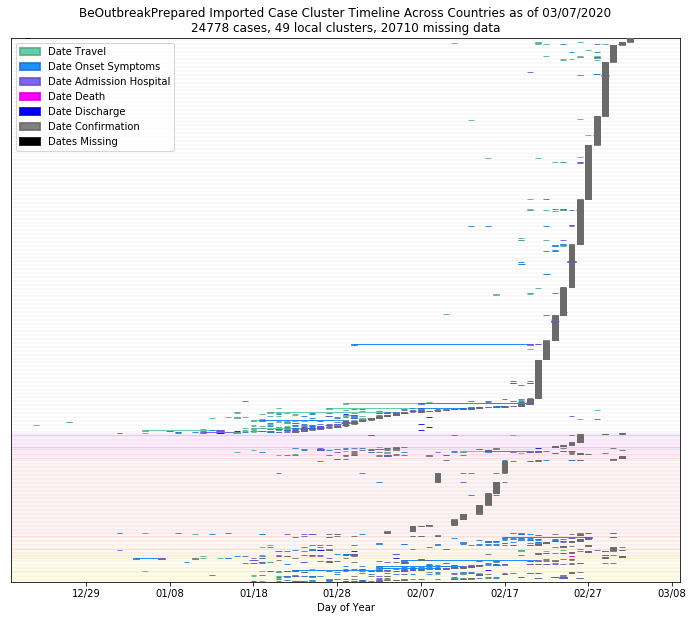 BeOutbreakPrepared Imported Case Cluster Timeline Across Countries as of 03/07/2020
24778 cases, 49 local clusters, 20710 missing data
Date Travel
Date Onset Symptoms
Date Admission Hospital
Date Death
Date Discharge
Date Confirmation
Dates Missing
12/29 01/08 01/18 01/28 02/07 02/17 02/27 03/08
Day of Year